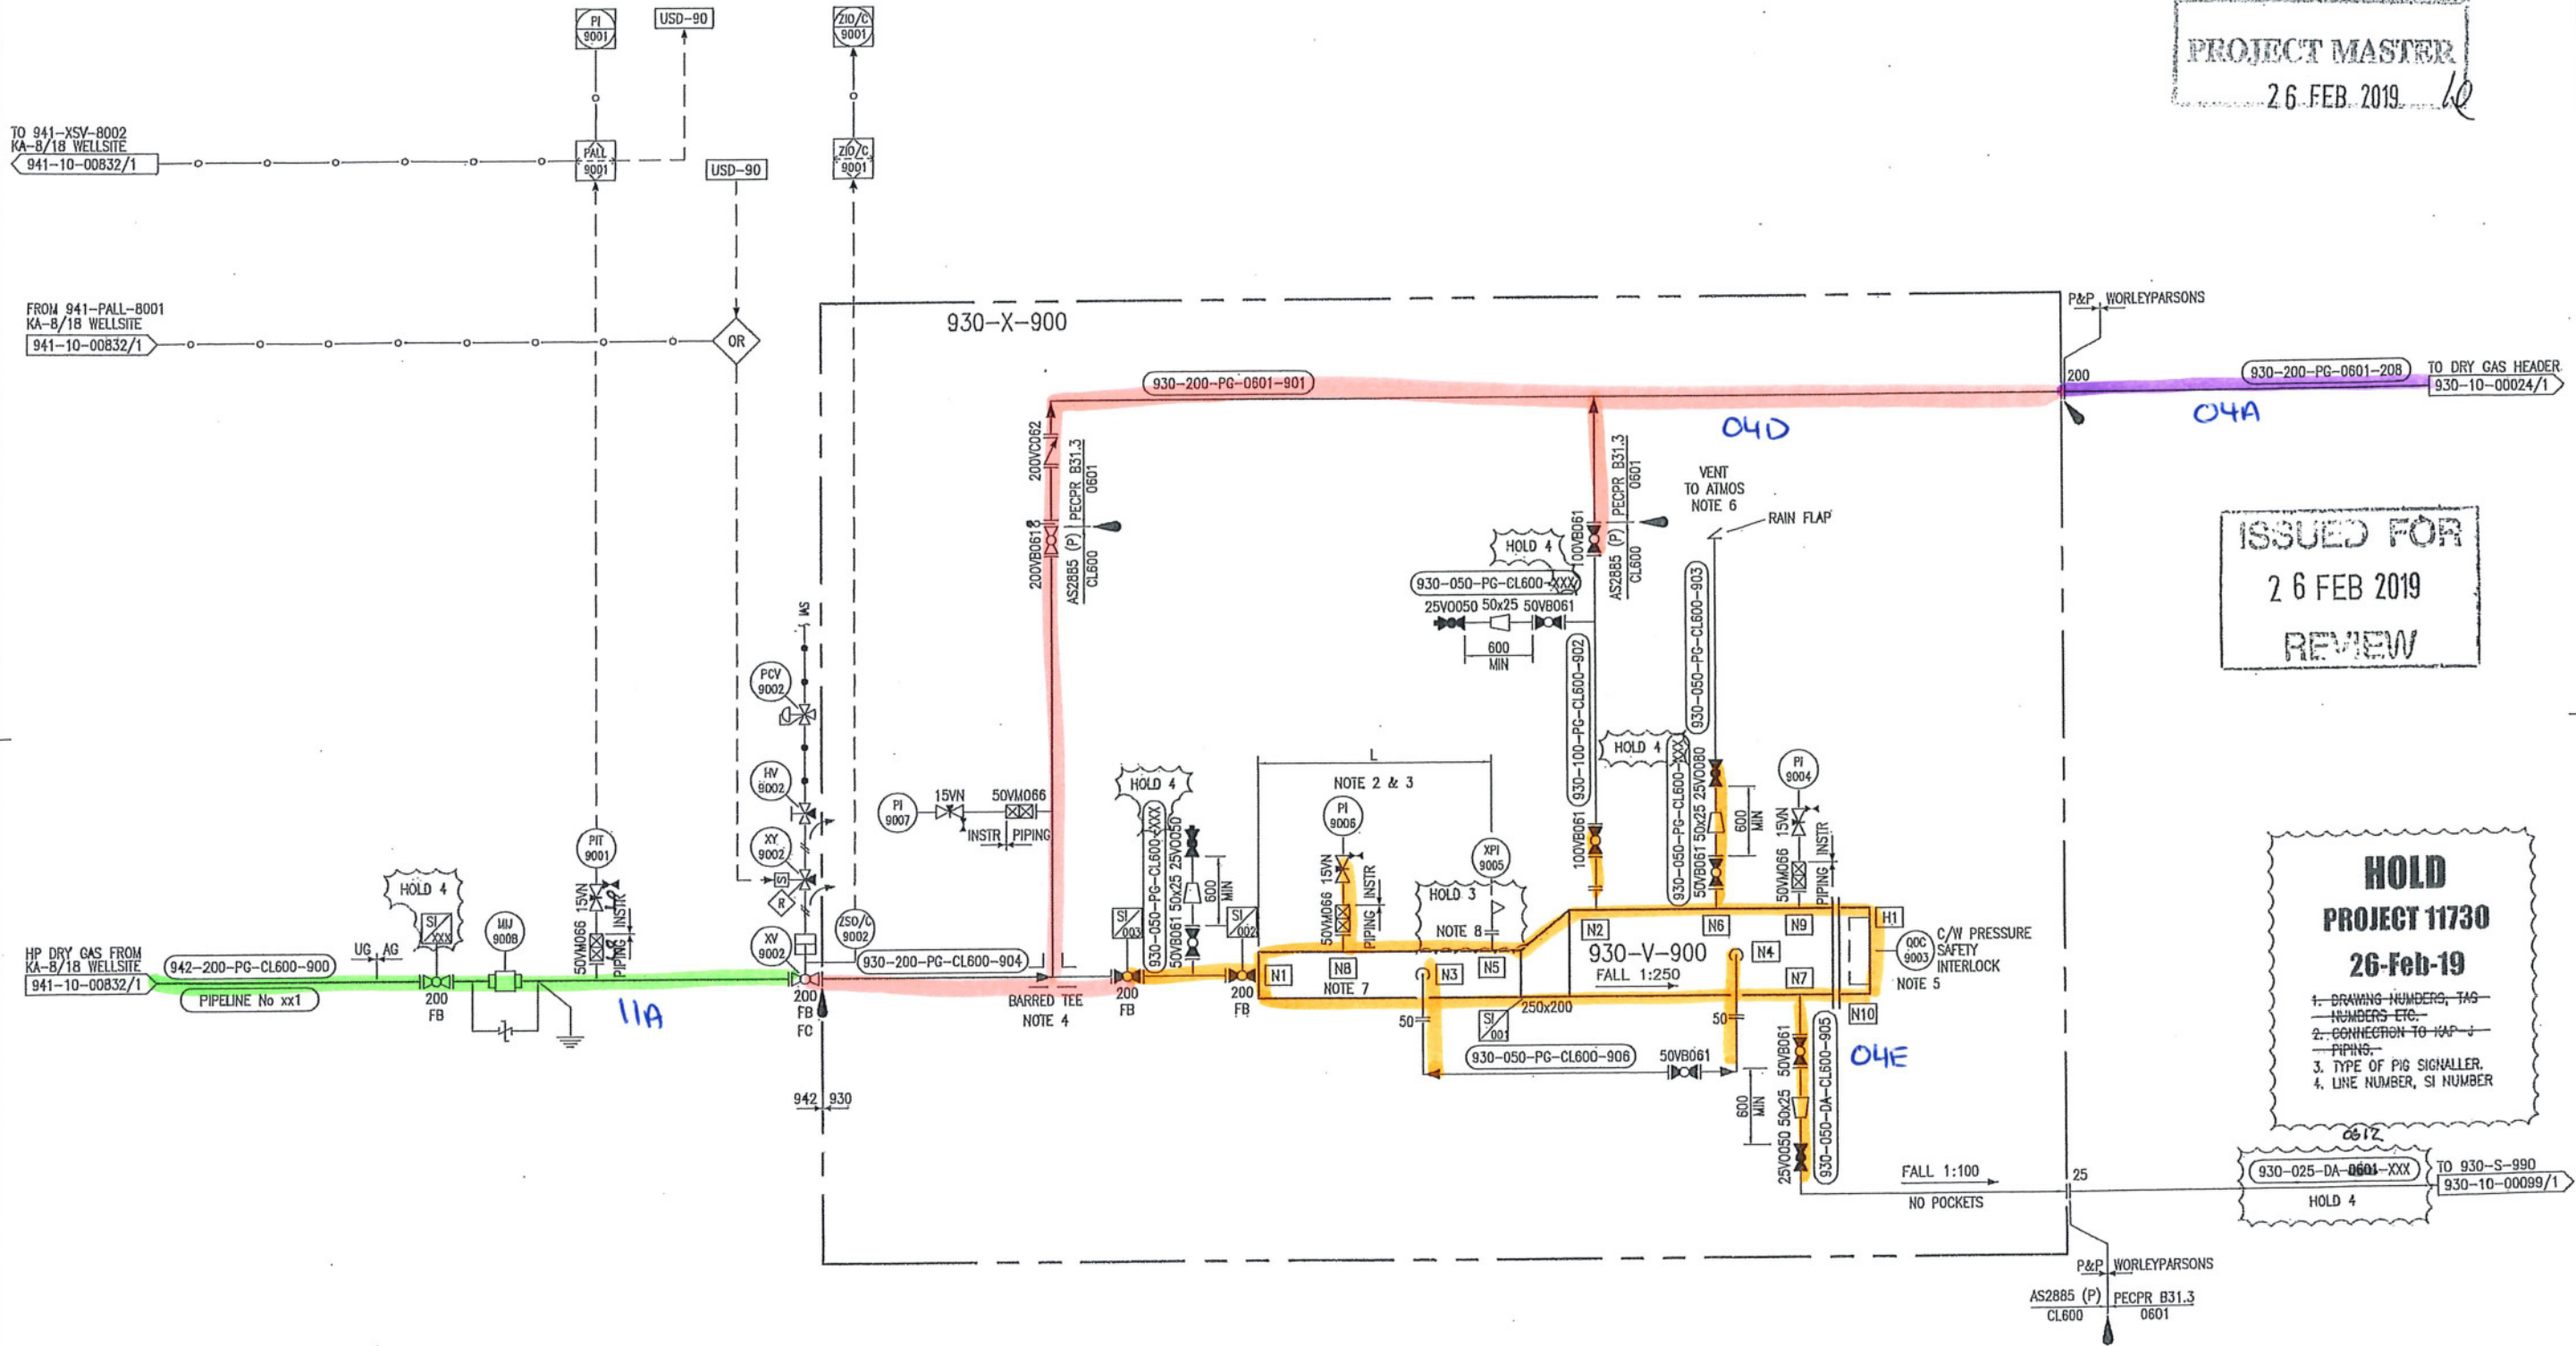 PI
9001
USD-90
ZIO/C
9001
PROJECT MASTER
26 FEB 2019
TO 941-XSV-8002
KA-8/18 WELLSITE
941-10-00832/1
PALL
9001
USD-90
ZIO/C
9001
FROM 941-PALL-8001
KA-8/18 WELLSITE
941-10-00832/1
OR
930-X-900
P&P WORLEYPARSONS
930-200-PG-0601-901
200
930-200-PG-0601-208
TO DRY GAS HEADER
930-10-00024/1
04D
04A
200VC062
200VB061
AS2885 (P) PECPR B31.3
CL600 0601
100VB061
AS2885 (P) PECPR B31.3
CL600 0601
VENT
TO ATMOS
NOTE 6
RAIN FLAP
HOLD 4
930-050-PG-CL600-XXX
25VO050 50x25 50VB061
600
MIN
930-100-PG-CL600-902
930-050-PG-CL600-903
ISSUED FOR
26 FEB 2019
REVIEW
SM
PCV
9002
HV
9002
XY
9002
S
R
XV
9002
ZSO/C
9002
PI
9007
15VN
50VM066
INSTR PIPING
HOLD 4
930-050-PG-CL600-XXX
50VB061 50x25 25VO050
600
MIN
L
NOTE 2 & 3
PI
9006
50VM066 15VN
PIPING INSTR
XPI
9005
HOLD 3
NOTE 8
100VB061
HOLD 4
930-050-PG-CL600-XXX
50VB061 50x25 25VO080
600
MIN
PI
9004
50VM066 15VN
PIPING INSTR
PIT
9001
50VM066 15VN
PIPING INSTR
HOLD 4
SI
XXX
MIJ
9008
UG AG
HP DRY GAS FROM
KA-8/18 WELLSITE
941-10-00832/1
942-200-PG-CL600-900
PIPELINE No xx1
200
FB
11A
200
FB
FC
930-200-PG-CL600-904
BARRED TEE
NOTE 4
SI
003
200
FB
SI
002
200
FB
N1
N8
NOTE 7
N3
N5
N2
N6
N9
H1
930-V-900
FALL 1:250
N4
N7
N10
QOC
9003
C/W PRESSURE
SAFETY
INTERLOCK
NOTE 5
250x200
SI
001
50
50
930-050-PG-CL600-906
50VB061
600
MIN
25VO050 50x25 50VB061
930-050-DA-CL600-905
04E
942 930
HOLD
PROJECT 11730
26-Feb-19
1. DRAWING NUMBERS, TAG
NUMBERS ETC.
2. CONNECTION TO KAP-J
PIPING.
3. TYPE OF PIG SIGNALLER.
4. LINE NUMBER, SI NUMBER
FALL 1:100
NO POCKETS
25
0312
930-025-DA-0601-XXX
HOLD 4
TO 930-S-990
930-10-00099/1
P&P WORLEYPARSONS
AS2885 (P) PECPR B31.3
CL600 0601